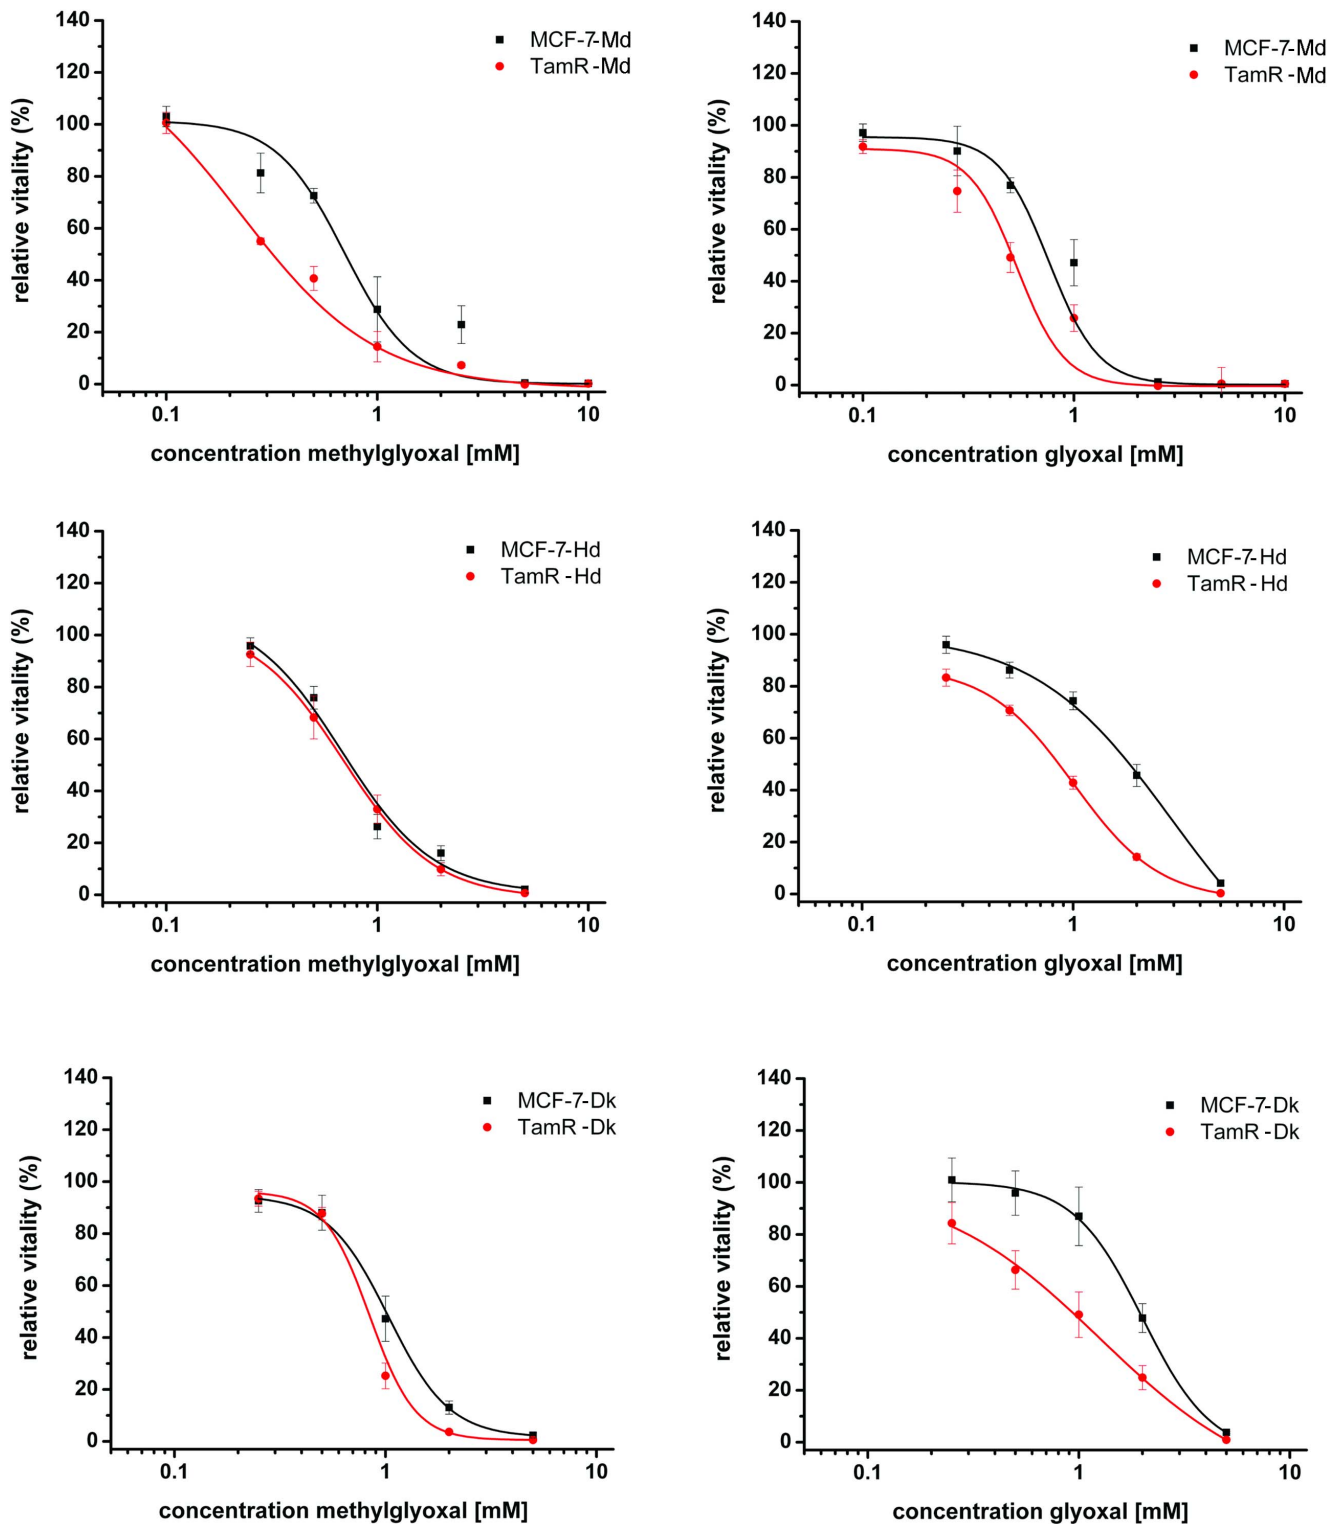 140
120
100
80
60
40
20
0
relative vitality (%)
MCF-7-Md
TamR-Md
0.1 1 10
concentration methylglyoxal [mM]
140
120
100
80
60
40
20
0
relative vitality (%)
MCF-7-Md
TamR-Md
0.1 1 10
concentration glyoxal [mM]
140
120
100
80
60
40
20
0
relative vitality (%)
MCF-7-Hd
TamR-Hd
0.1 1 10
concentration methylglyoxal [mM]
140
120
100
80
60
40
20
0
relative vitality (%)
MCF-7-Hd
TamR-Hd
0.1 1 10
concentration glyoxal [mM]
140
120
100
80
60
40
20
0
relative vitality (%)
MCF-7-Dk
TamR-Dk
0.1 1 10
concentration methylglyoxal [mM]
140
120
100
80
60
40
20
0
relative vitality (%)
MCF-7-Dk
TamR-Dk
0.1 1 10
concentration glyoxal [mM]